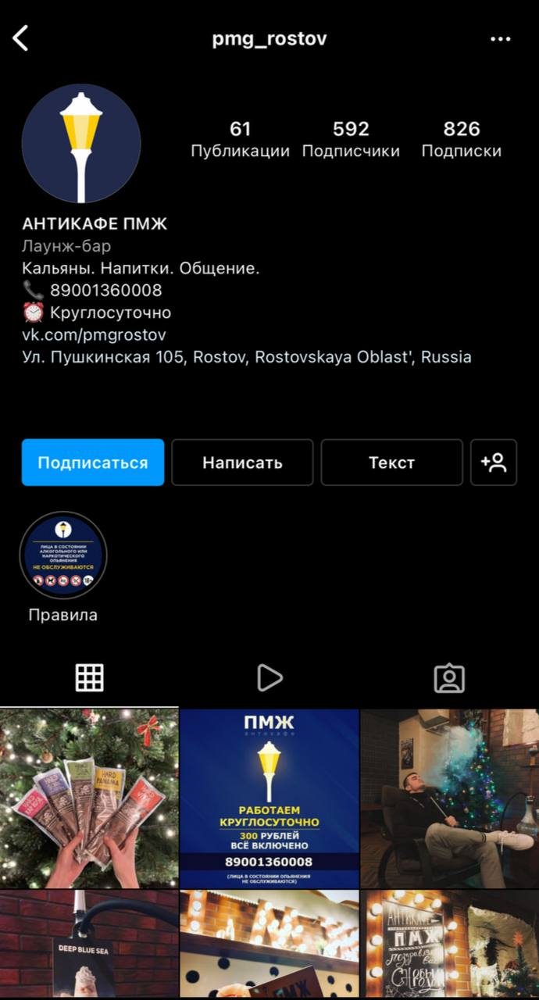 pmg_rostov
61 592 826
Публикации Подписчики Подписки
АНТИКАФЕ ПМЖ
Лаунж-бар
Кальяны. Напитки. Общение.
📞 89001360008
⏰ Круглосуточно
vk.com/pmgrostov
Ул. Пушкинская 105, Rostov, Rostovskaya Oblast', Russia
Подписаться Написать Текст
ЛИЦА В СОСТОЯНИИ
АЛКОГОЛЬНОГО ИЛИ
НАРКОТИЧЕСКОГО
ОПЬЯНЕНИЯ
НЕ ОБСЛУЖИВАЮТСЯ
18+
Правила
HARD
PANAMA
ПМЖ
антикафе
РАБОТАЕМ
КРУГЛОСУТОЧНО
300 РУБЛЕЙ
ВСЁ ВКЛЮЧЕНО
89001360008
(ЛИЦА В СОСТОЯНИИ ОПЬЯНЕНИЯ
НЕ ОБСЛУЖИВАЮТСЯ)
DEEP BLUE SEA
ПМЖ
ПМЖ